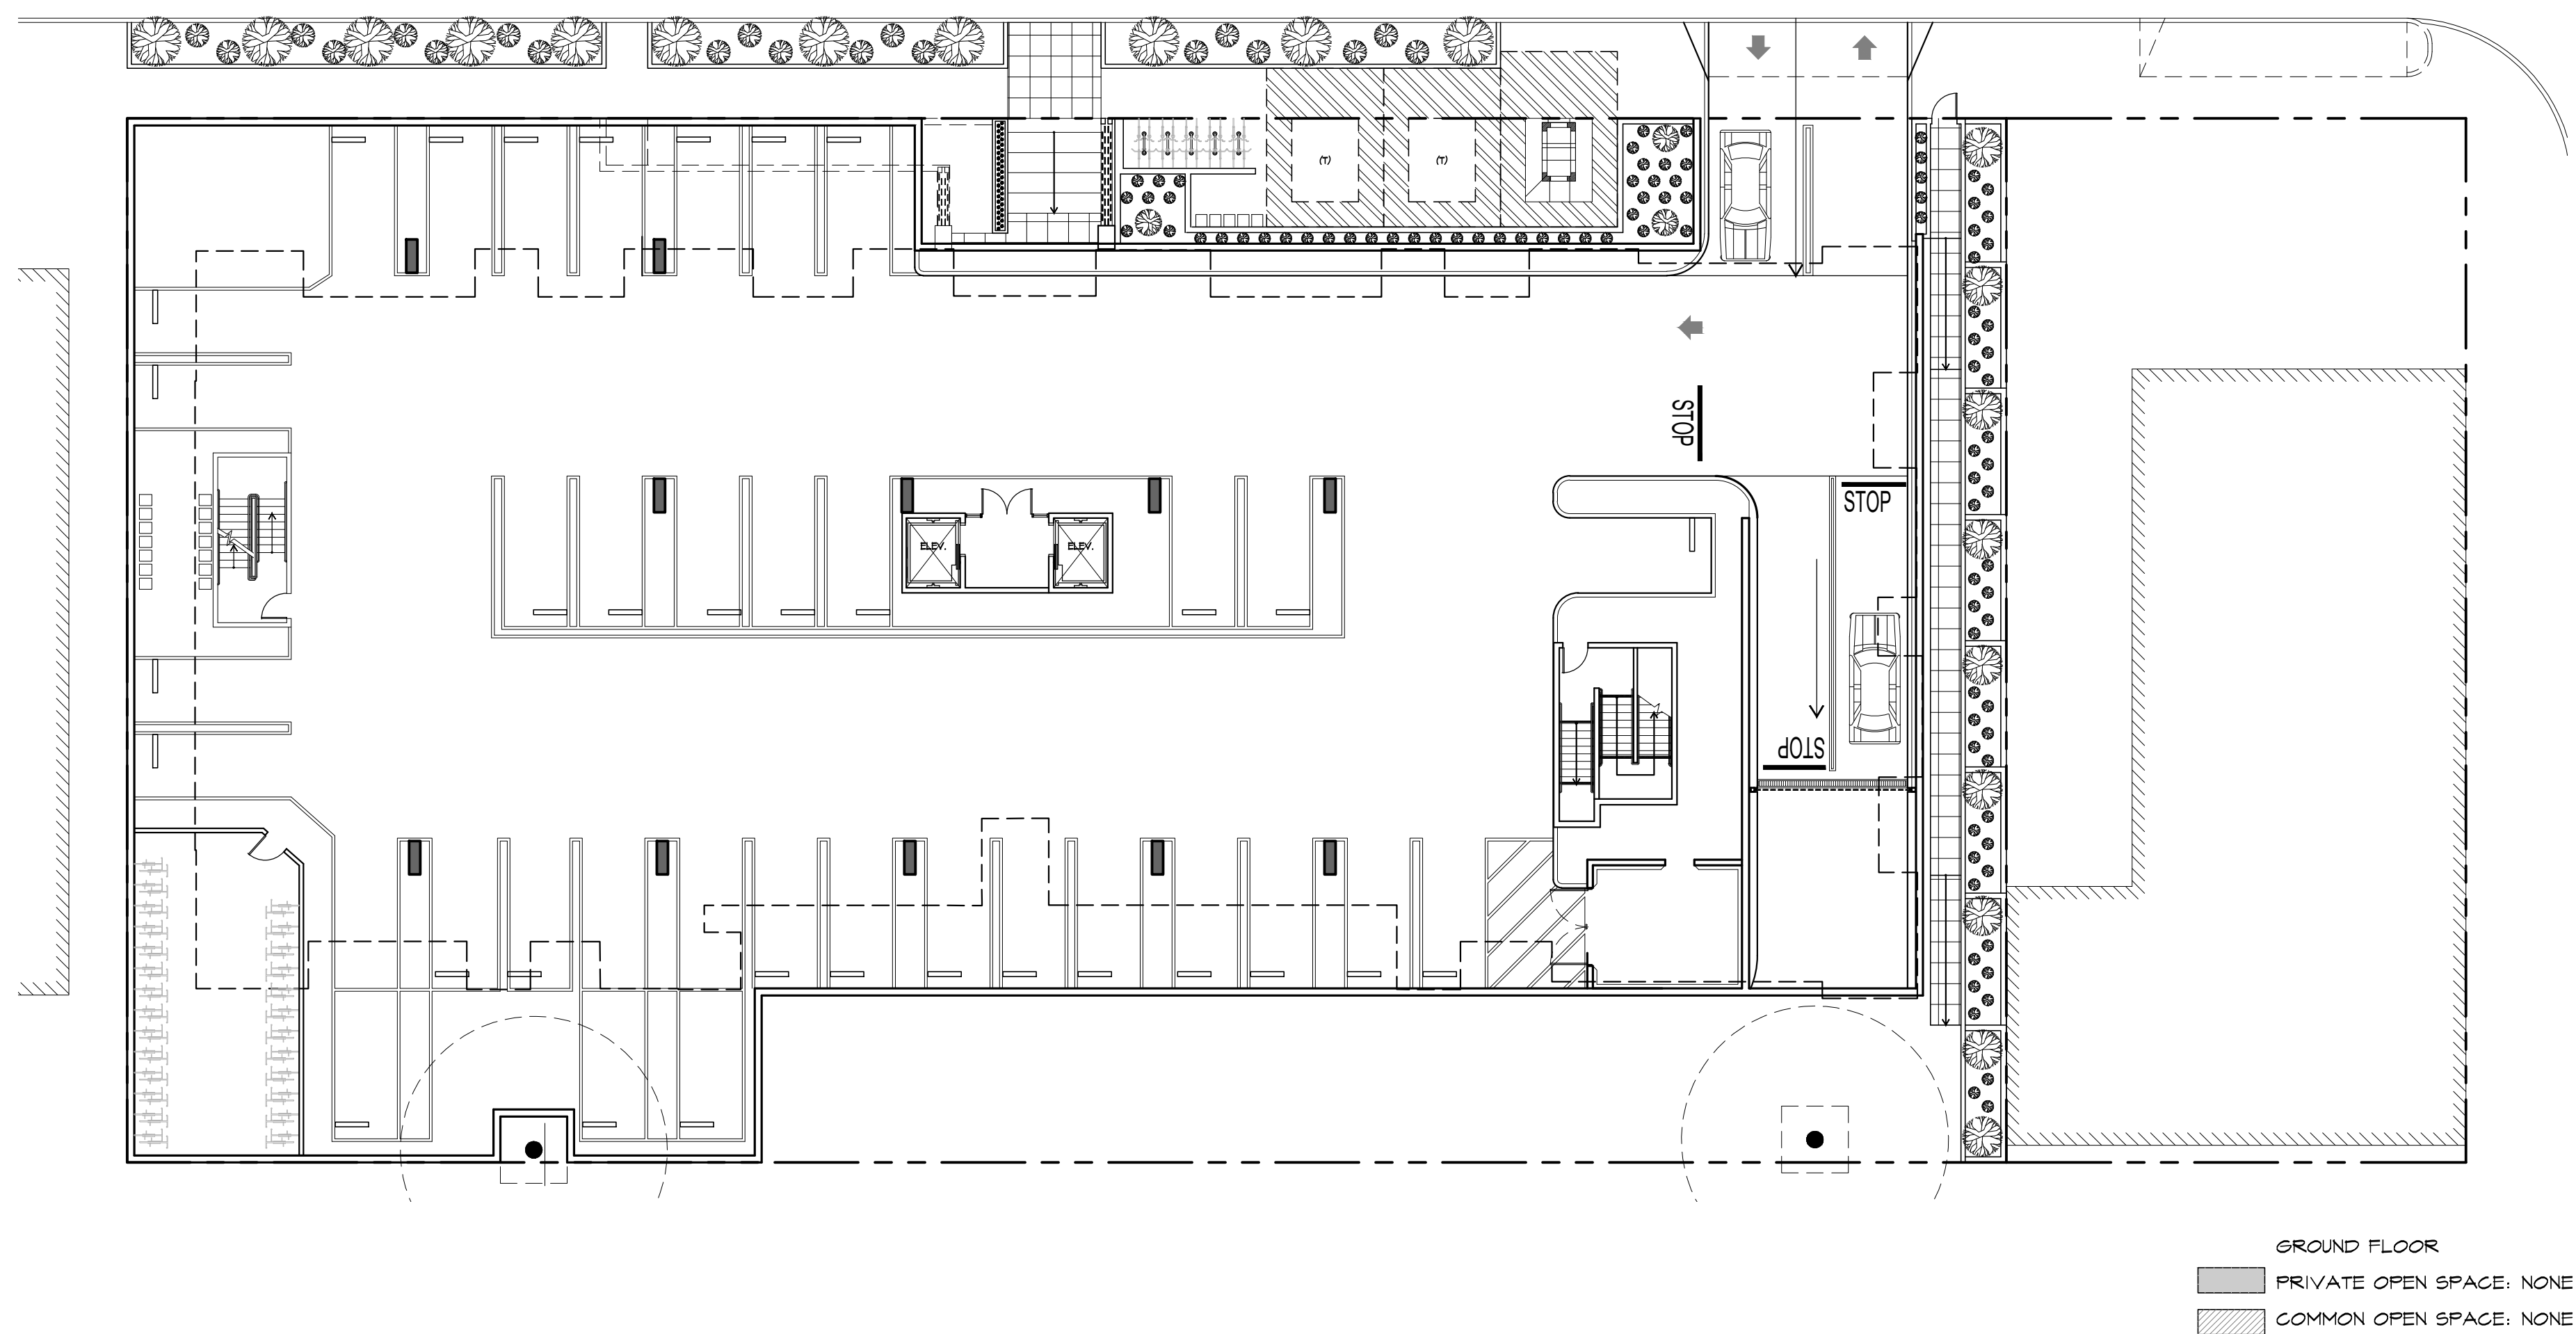 (T)
(T)
STOP
STOP
ELEV.
ELEV.
STOP
GROUND FLOOR
PRIVATE OPEN SPACE: NONE
COMMON OPEN SPACE: NONE